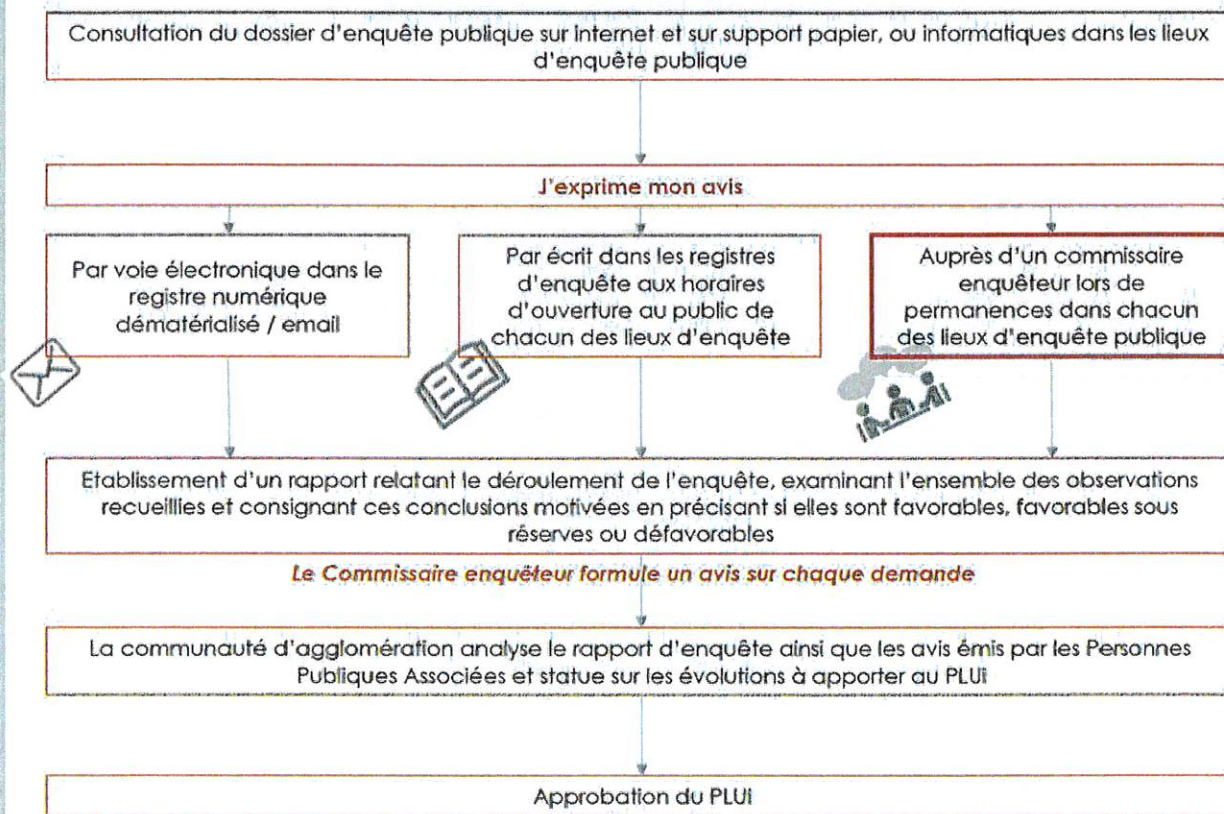 Consultation du dossier d'enquête publique sur internet et sur support papier, ou informatiques dans les lieux
d'enquête publique
J'exprime mon avis
Par voie électronique dans le
registre numérique
dématérialisé / email
Par écrit dans les registres
d'enquête aux horaires
d'ouverture au public de
chacun des lieux d'enquête
Auprès d'un commissaire
enquêteur lors de
permanences dans chacun
des lieux d'enquête publique
Etablissement d'un rapport relatant le déroulement de l'enquête, examinant l'ensemble des observations
recueillies et consignant ces conclusions motivées en précisant si elles sont favorables, favorables sous
réserves ou défavorables
Le Commissaire enquêteur formule un avis sur chaque demande
La communauté d'agglomération analyse le rapport d'enquête ainsi que les avis émis par les Personnes
Publiques Associées et statue sur les évolutions à apporter au PLUi
Approbation du PLUi